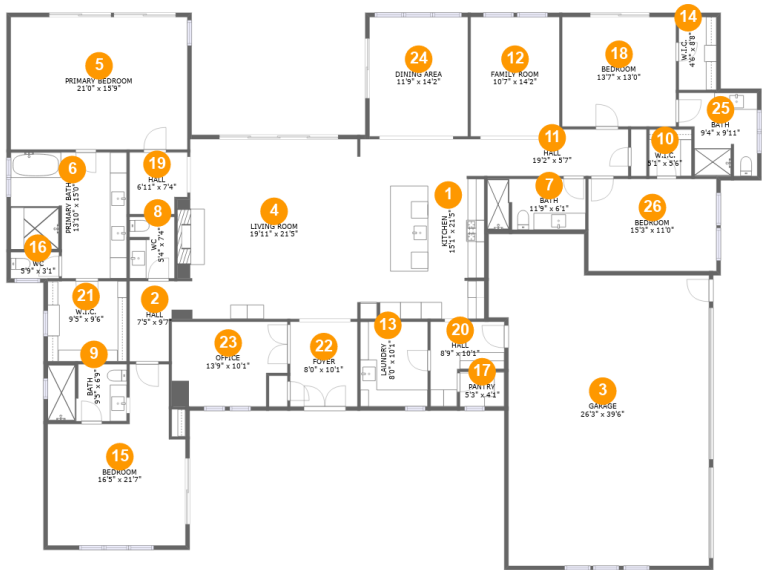 5
PRIMARY BEDROOM
21'0" x 15'9"
24
DINING AREA
11'9" x 14'2"
12
FAMILY ROOM
10'7" x 14'2"
18
BEDROOM
13'7" x 13'0"
14
W.I.C.
4'6" x 8'8"
25
BATH
9'4" x 9'11"
11
HALL
19'2" x 5'7"
10
W.I.C.
5'1" x 5'6"
6
PRIMARY BATH
13'10" x 15'0"
19
HALL
6'11" x 7'4"
8
WC
5'4" x 7'4"
4
LIVING ROOM
19'11" x 21'5"
1
KITCHEN
15'1" x 21'5"
7
BATH
11'9" x 6'1"
26
BEDROOM
15'3" x 11'0"
16
WC
5'9" x 3'1"
21
W.I.C.
9'5" x 9'6"
2
HALL
7'5" x 9'7"
23
OFFICE
13'9" x 10'1"
22
FOYER
8'0" x 10'1"
13
LAUNDRY
8'0" x 10'1"
20
HALL
8'9" x 10'1"
17
PANTRY
5'3" x 4'1"
9
BATH
9'5" x 6'9"
3
GARAGE
26'3" x 39'6"
15
BEDROOM
16'5" x 21'7"